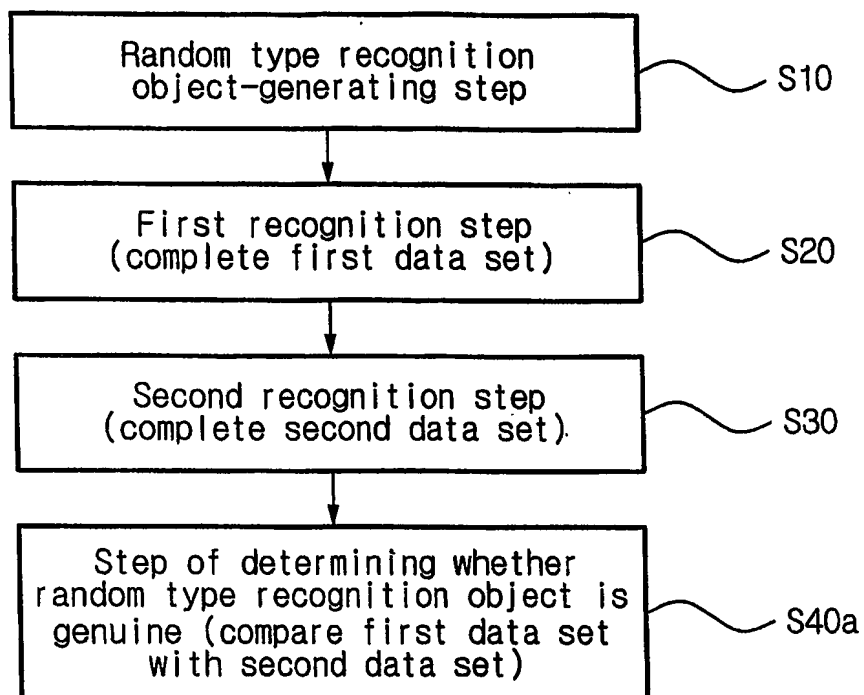 Random type recognition
object-generating step
S10
First recognition step
(complete first data set)
S20
Second recognition step
(complete second data set)
S30
Step of determining whether
random type recognition object is
genuine (compare first data set
with second data set)
S40a